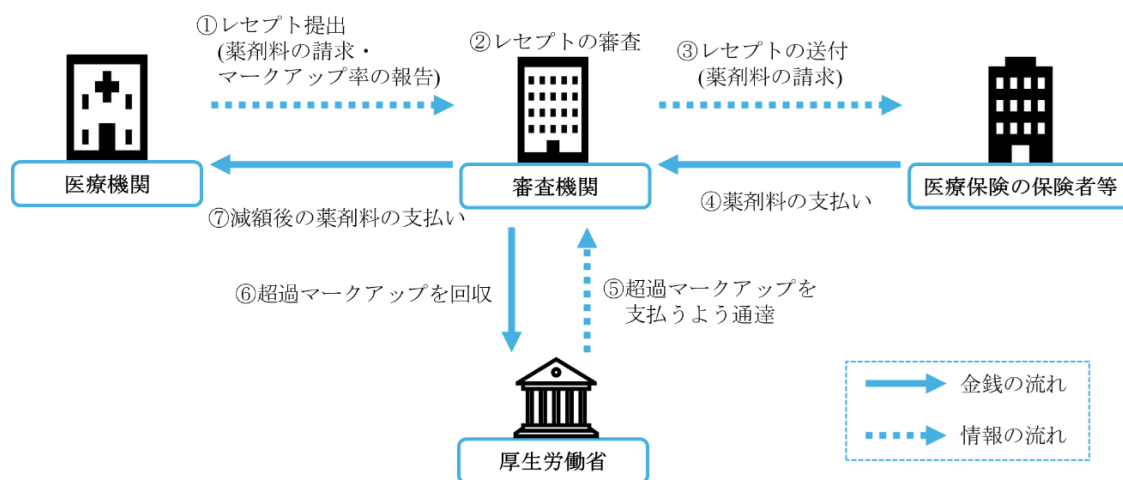 ①レセプト提出
(薬剤料の請求・
マークアップ率の報告)
②レセプトの審査
③レセプトの送付
(薬剤料の請求)
医療機関
審査機関
医療保険の保険者等
④薬剤料の支払い
⑦減額後の薬剤料の支払い
⑥超過マークアップを回収
⑤超過マークアップを
支払うよう通達
厚生労働省
金銭の流れ
情報の流れ